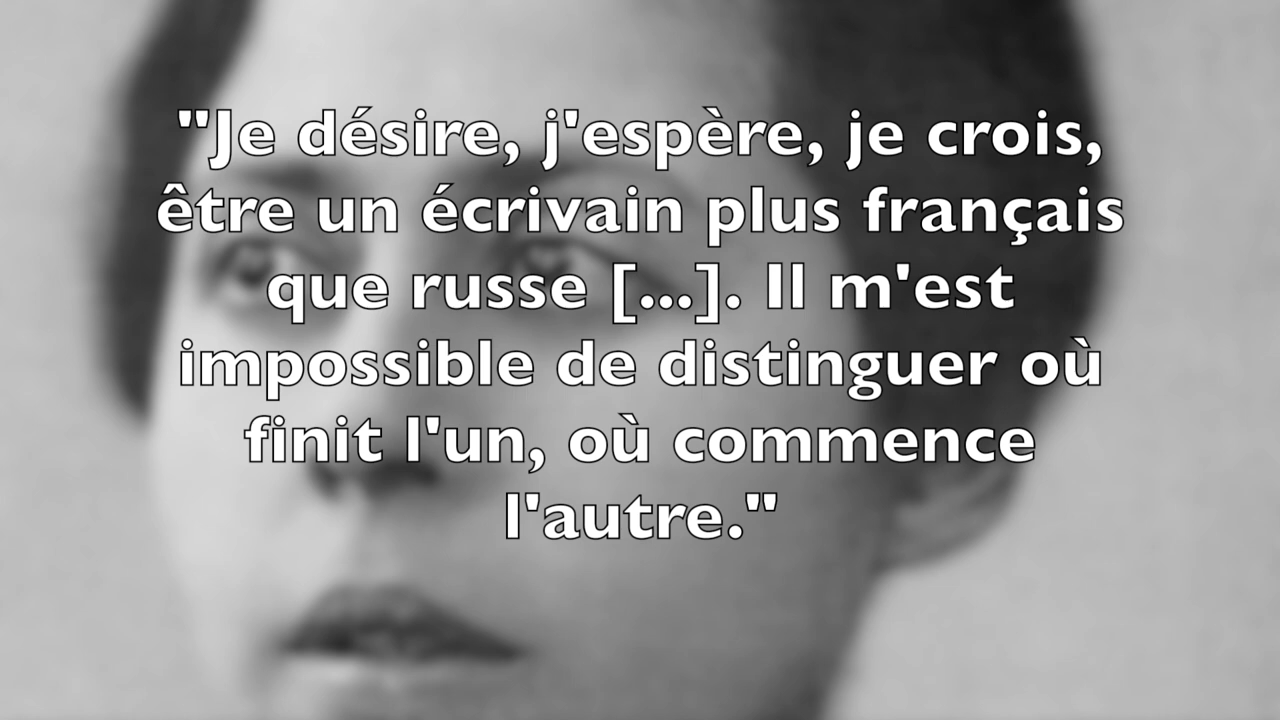 "Je désire, j'espère, je crois,
être un écrivain plus français
que russe [...]. Il m'est
impossible de distinguer où
finit l'un, où commence
l'autre."